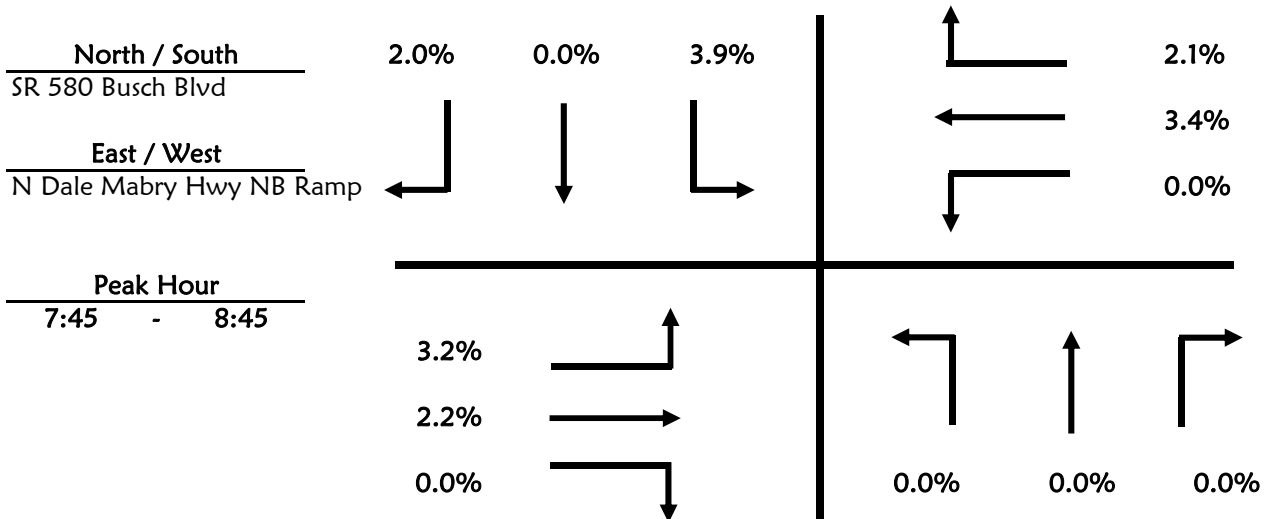 North / South 2.0% 0.0% 3.9% 2.1%
SR 580 Busch Blvd
3.4%
East / West
N Dale Mabry Hwy NB Ramp 0.0%
Peak Hour
7:45 - 8:45
3.2%
2.2%
0.0% 0.0% 0.0% 0.0%